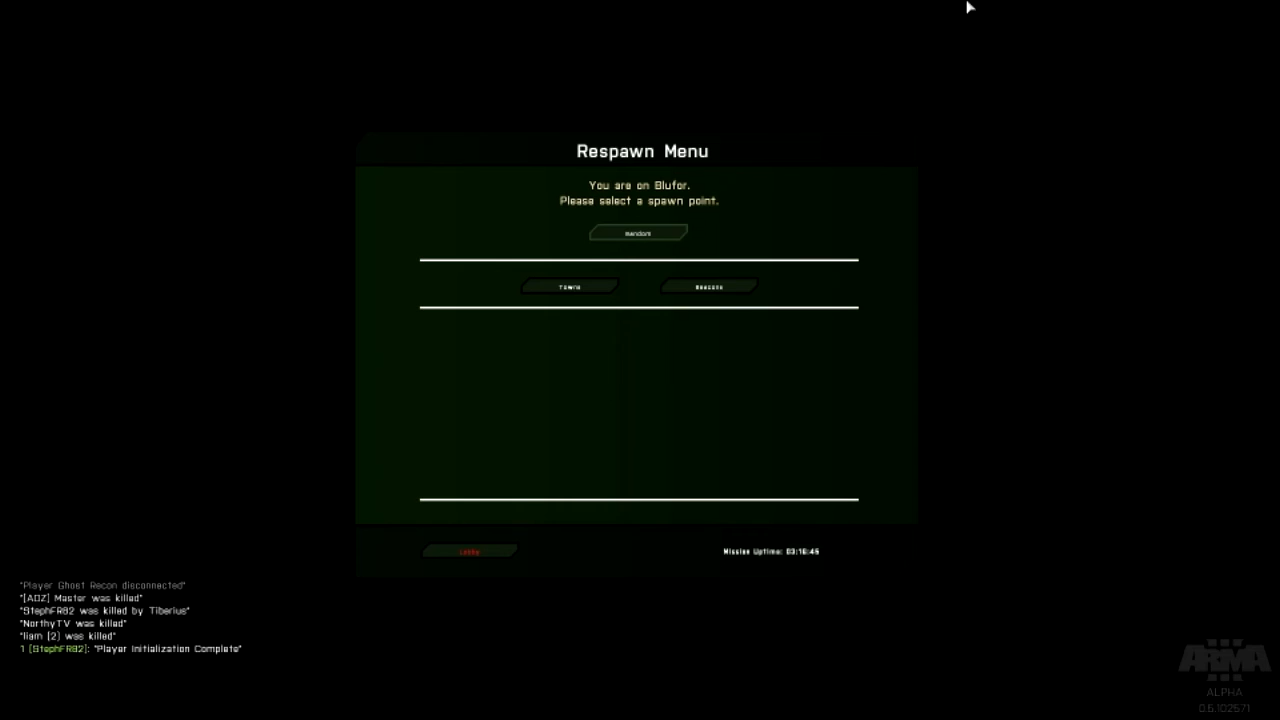 Respawn Menu
You are on Blufor.
Please select a spawn point.
Random
Towns
Beacons
Lobby
Mission Uptime: 03:16:45
"Player Ghost Recon disconnected"
"[ADZ] Master was killed"
"StephFR82 was killed by Tiberius"
"NorthyTV was killed"
"liam (2) was killed"
1 [StephFR82]: "Player Initialization Complete"
ARMA III
ALPHA
0.5.102571